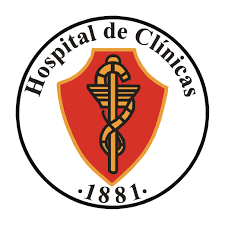 Hospital de Clínicas
·1881·